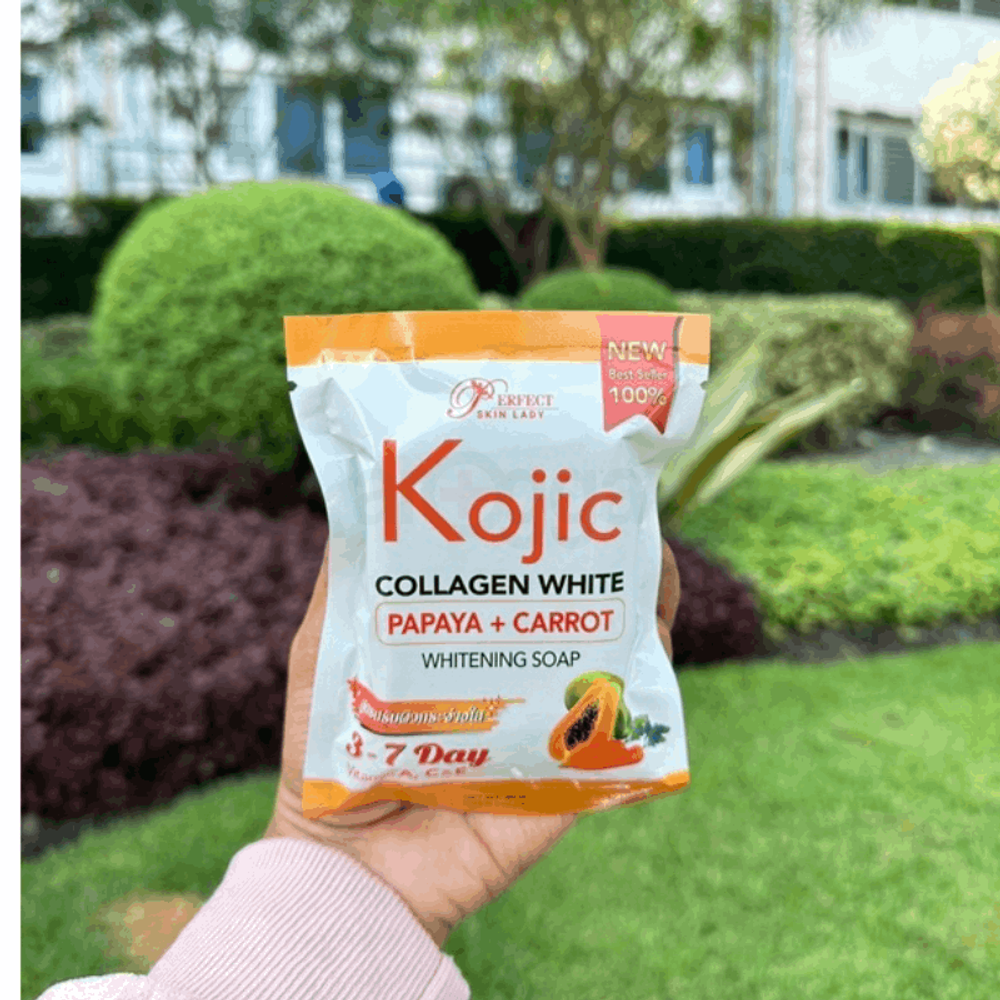 NEW
Best Seller
100%
PERFECT
SKIN LADY
Kojic
COLLAGEN WHITE
PAPAYA + CARROT
WHITENING SOAP
3-7 Day